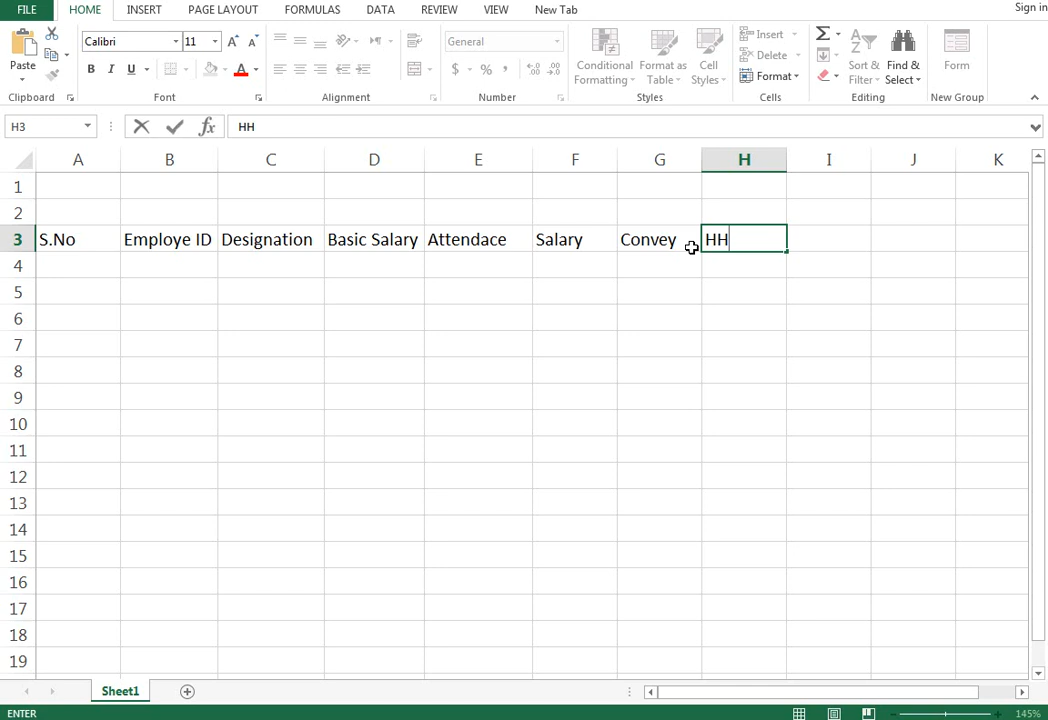 FILE HOME INSERT PAGE LAYOUT FORMULAS DATA REVIEW VIEW New Tab Sign in
Calibri 11 General
Paste B I U A $ % Conditional Formatting Format as Table Cell Styles Insert Delete Format Sort & Filter Find & Select Form
Clipboard Font Alignment Number Styles Cells Editing New Group
H3 fx HH
A B C D E F G H I J K
1
2
3 S.No Employe ID Designation Basic Salary Attendace Salary Convey HH
4
5
6
7
8
9
10
11
12
13
14
15
16
17
18
19
Sheet1
ENTER 145%